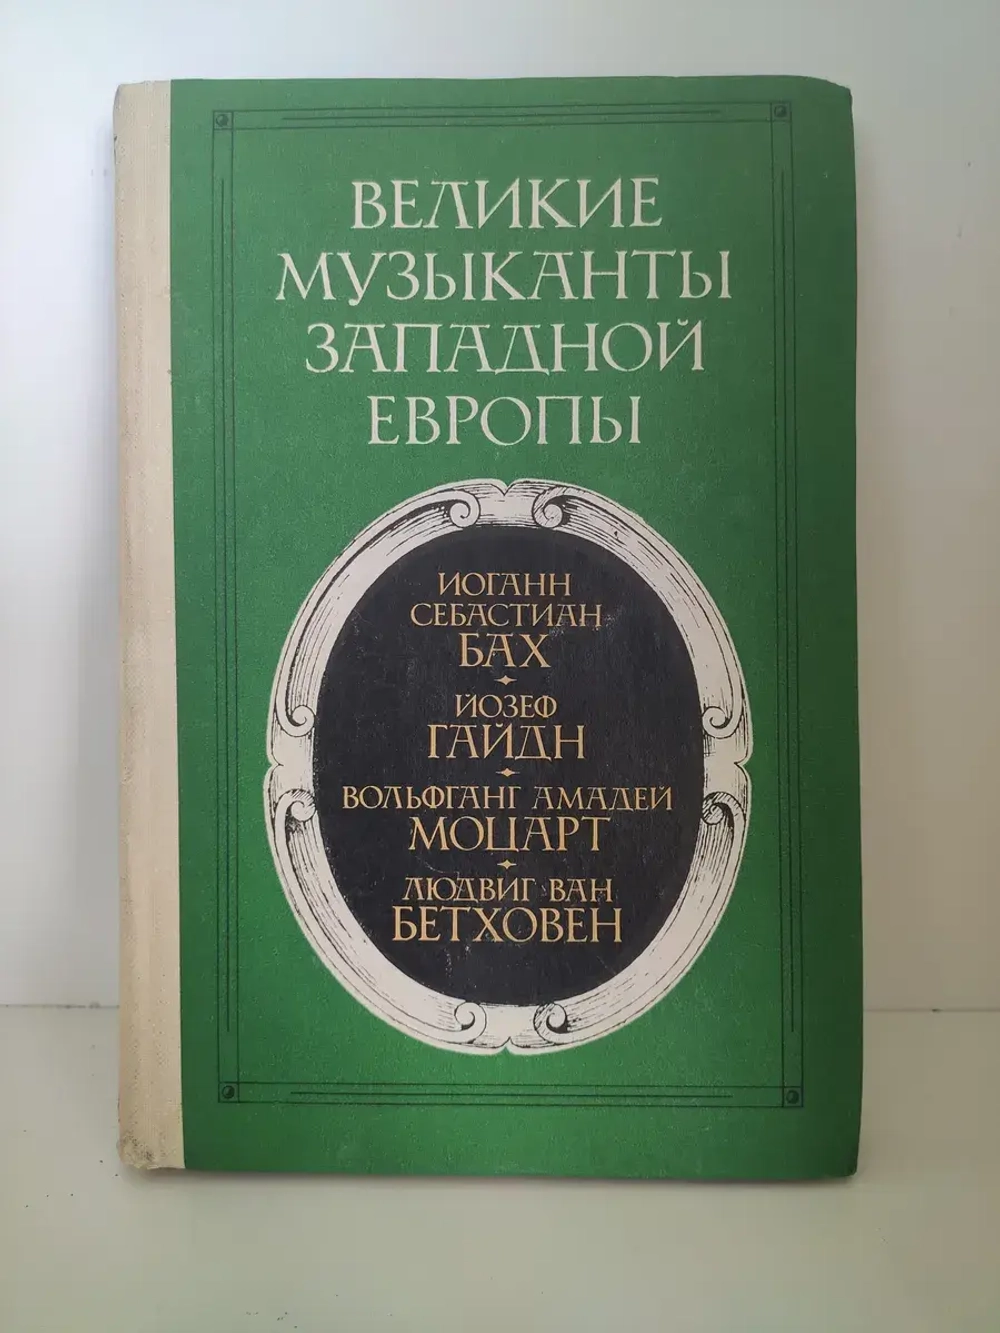 ВЕЛИКИЕ
МУЗЫКАНТЫ
ЗАПАДНОЙ
ЕВРОПЫ
ИОГАНН
СЕБАСТИАН
БАХ
ЙОЗЕФ
ГАЙДН
ВОЛЬФГАНГ АМАДЕЙ
МОЦАРТ
ЛЮДВИГ ВАН
БЕТХОВЕН